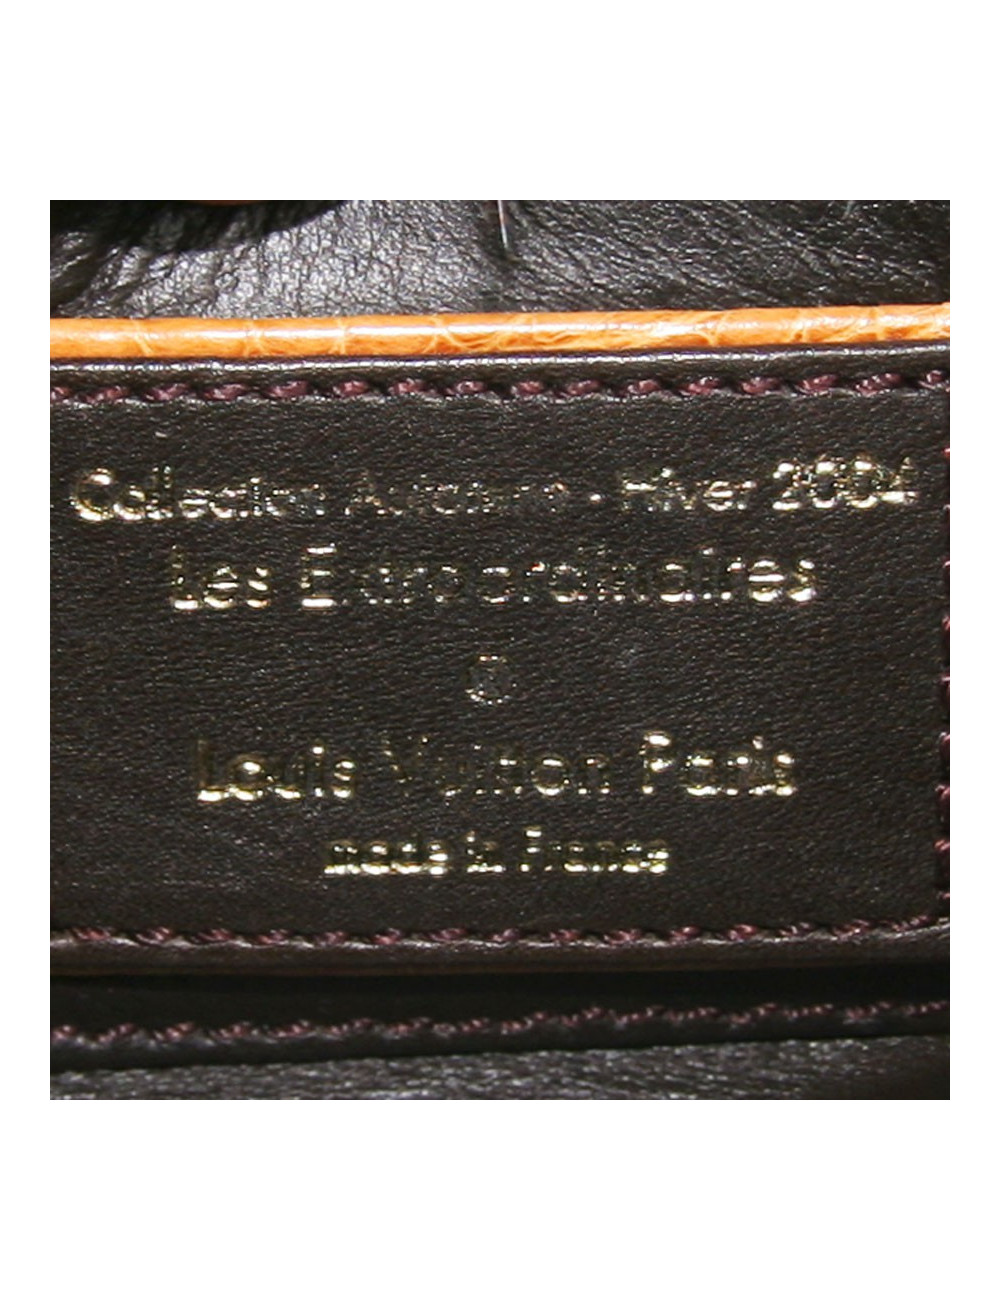 Collection Automne - Hiver 2004
Les Extraordinaires
®
Louis Vuitton Paris
made in France